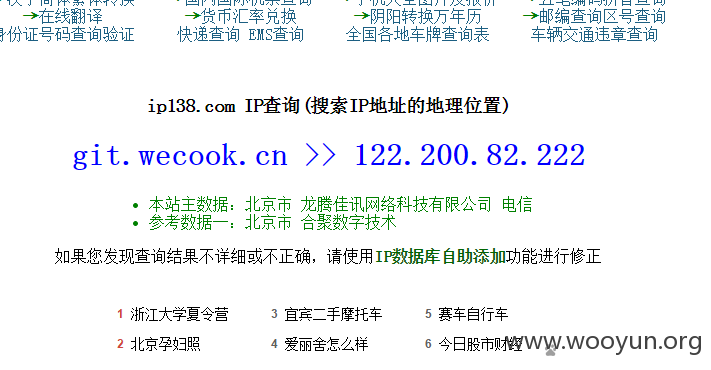 →在线翻译 →货币汇率兑换 →阴阳转换万年历 →邮编查询区号查询
身份证号码查询验证 快递查询 EMS查询 全国各地车牌查询表 车辆交通违章查询
ip138.com IP查询(搜索IP地址的地理位置)
git.wecook.cn >> 122.200.82.222
• 本站主数据：北京市 龙腾佳讯网络科技有限公司 电信
• 参考数据一：北京市 合聚数字技术
如果您发现查询结果不详细或不正确，请使用IP数据库自助添加功能进行修正
1 浙江大学夏令营 3 宜宾二手摩托车 5 赛车自行车
2 北京孕妇照 4 爱丽舍怎么样 6 今日股市财经
www.wooyun.org